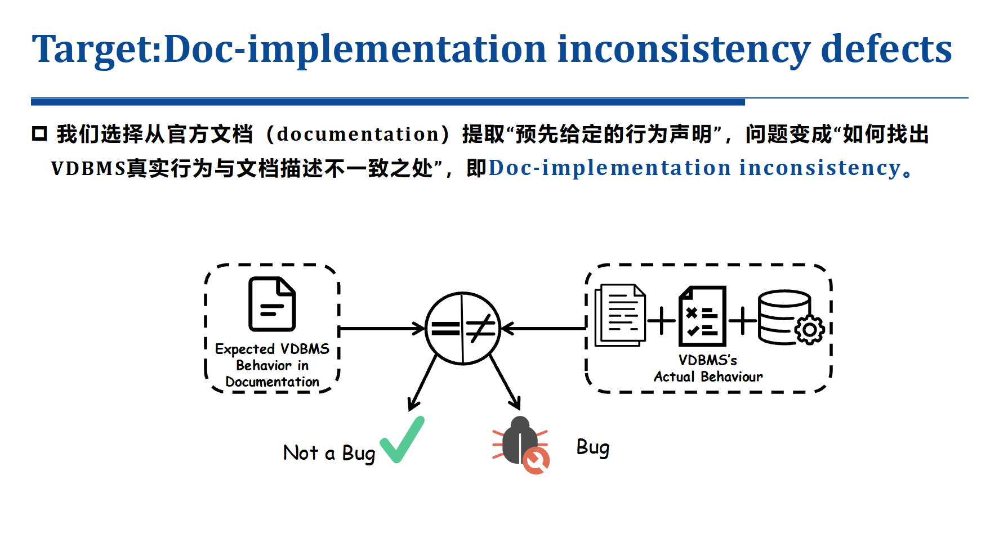 Target:Doc-implementation inconsistency defects
我们选择从官方文档（documentation）提取“预先给定的行为声明”，问题变成“如何找出
VDBMS真实行为与文档描述不一致之处”，即Doc-implementation inconsistency。
Expected VDBMS
Behavior in
Documentation
VDBMS's
Actual Behaviour
Not a Bug
Bug